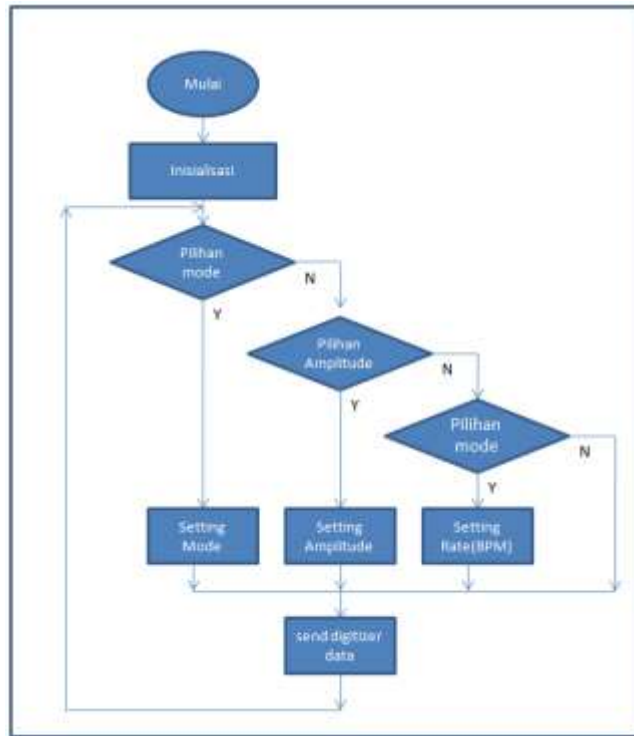 Mulai
Inisialisasi
Pilihan
mode
N
Y
Pilihan
Amplitude
N
Y
Pilihan
mode
N
Y
Setting
Mode
Setting
Amplitude
Setting
Rate(BPM)
send digitizer
data